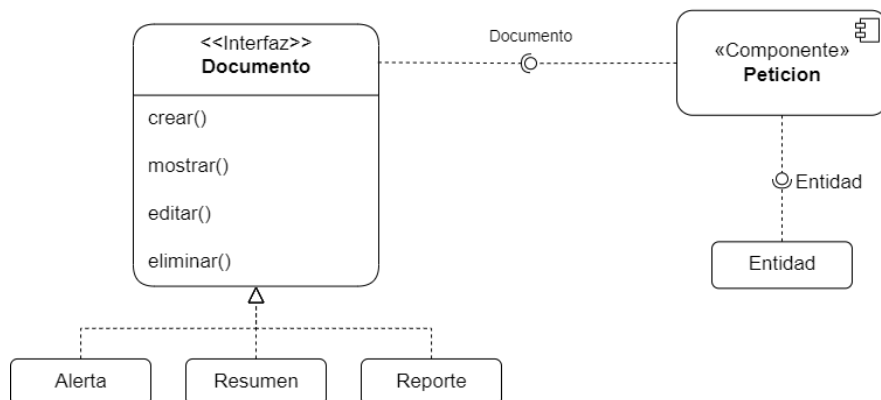 <<Interfaz>>
Documento
crear()
mostrar()
editar()
eliminar()
Documento
«Componente»
Peticion
Entidad
Entidad
Alerta
Resumen
Reporte